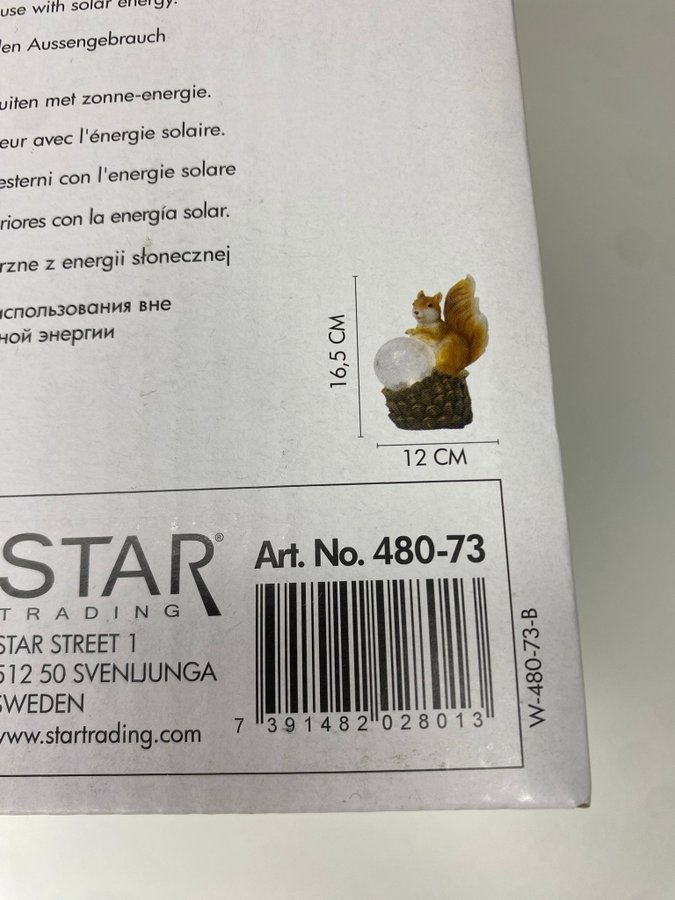 use with solar energy.
den Aussengebrauch
uiten met zonne-energie.
eur avec l'énergie solaire.
esterni con l'energie solare
riores con la energía solar.
rzne z energii słonecznej
использования вне
ной энергии
16,5 CM
12 CM
STAR®
TRADING
STAR STREET 1
512 50 SVENLJUNGA
SWEDEN
www.startrading.com
Art. No. 480-73
7 391482 028013
W-480-73-B